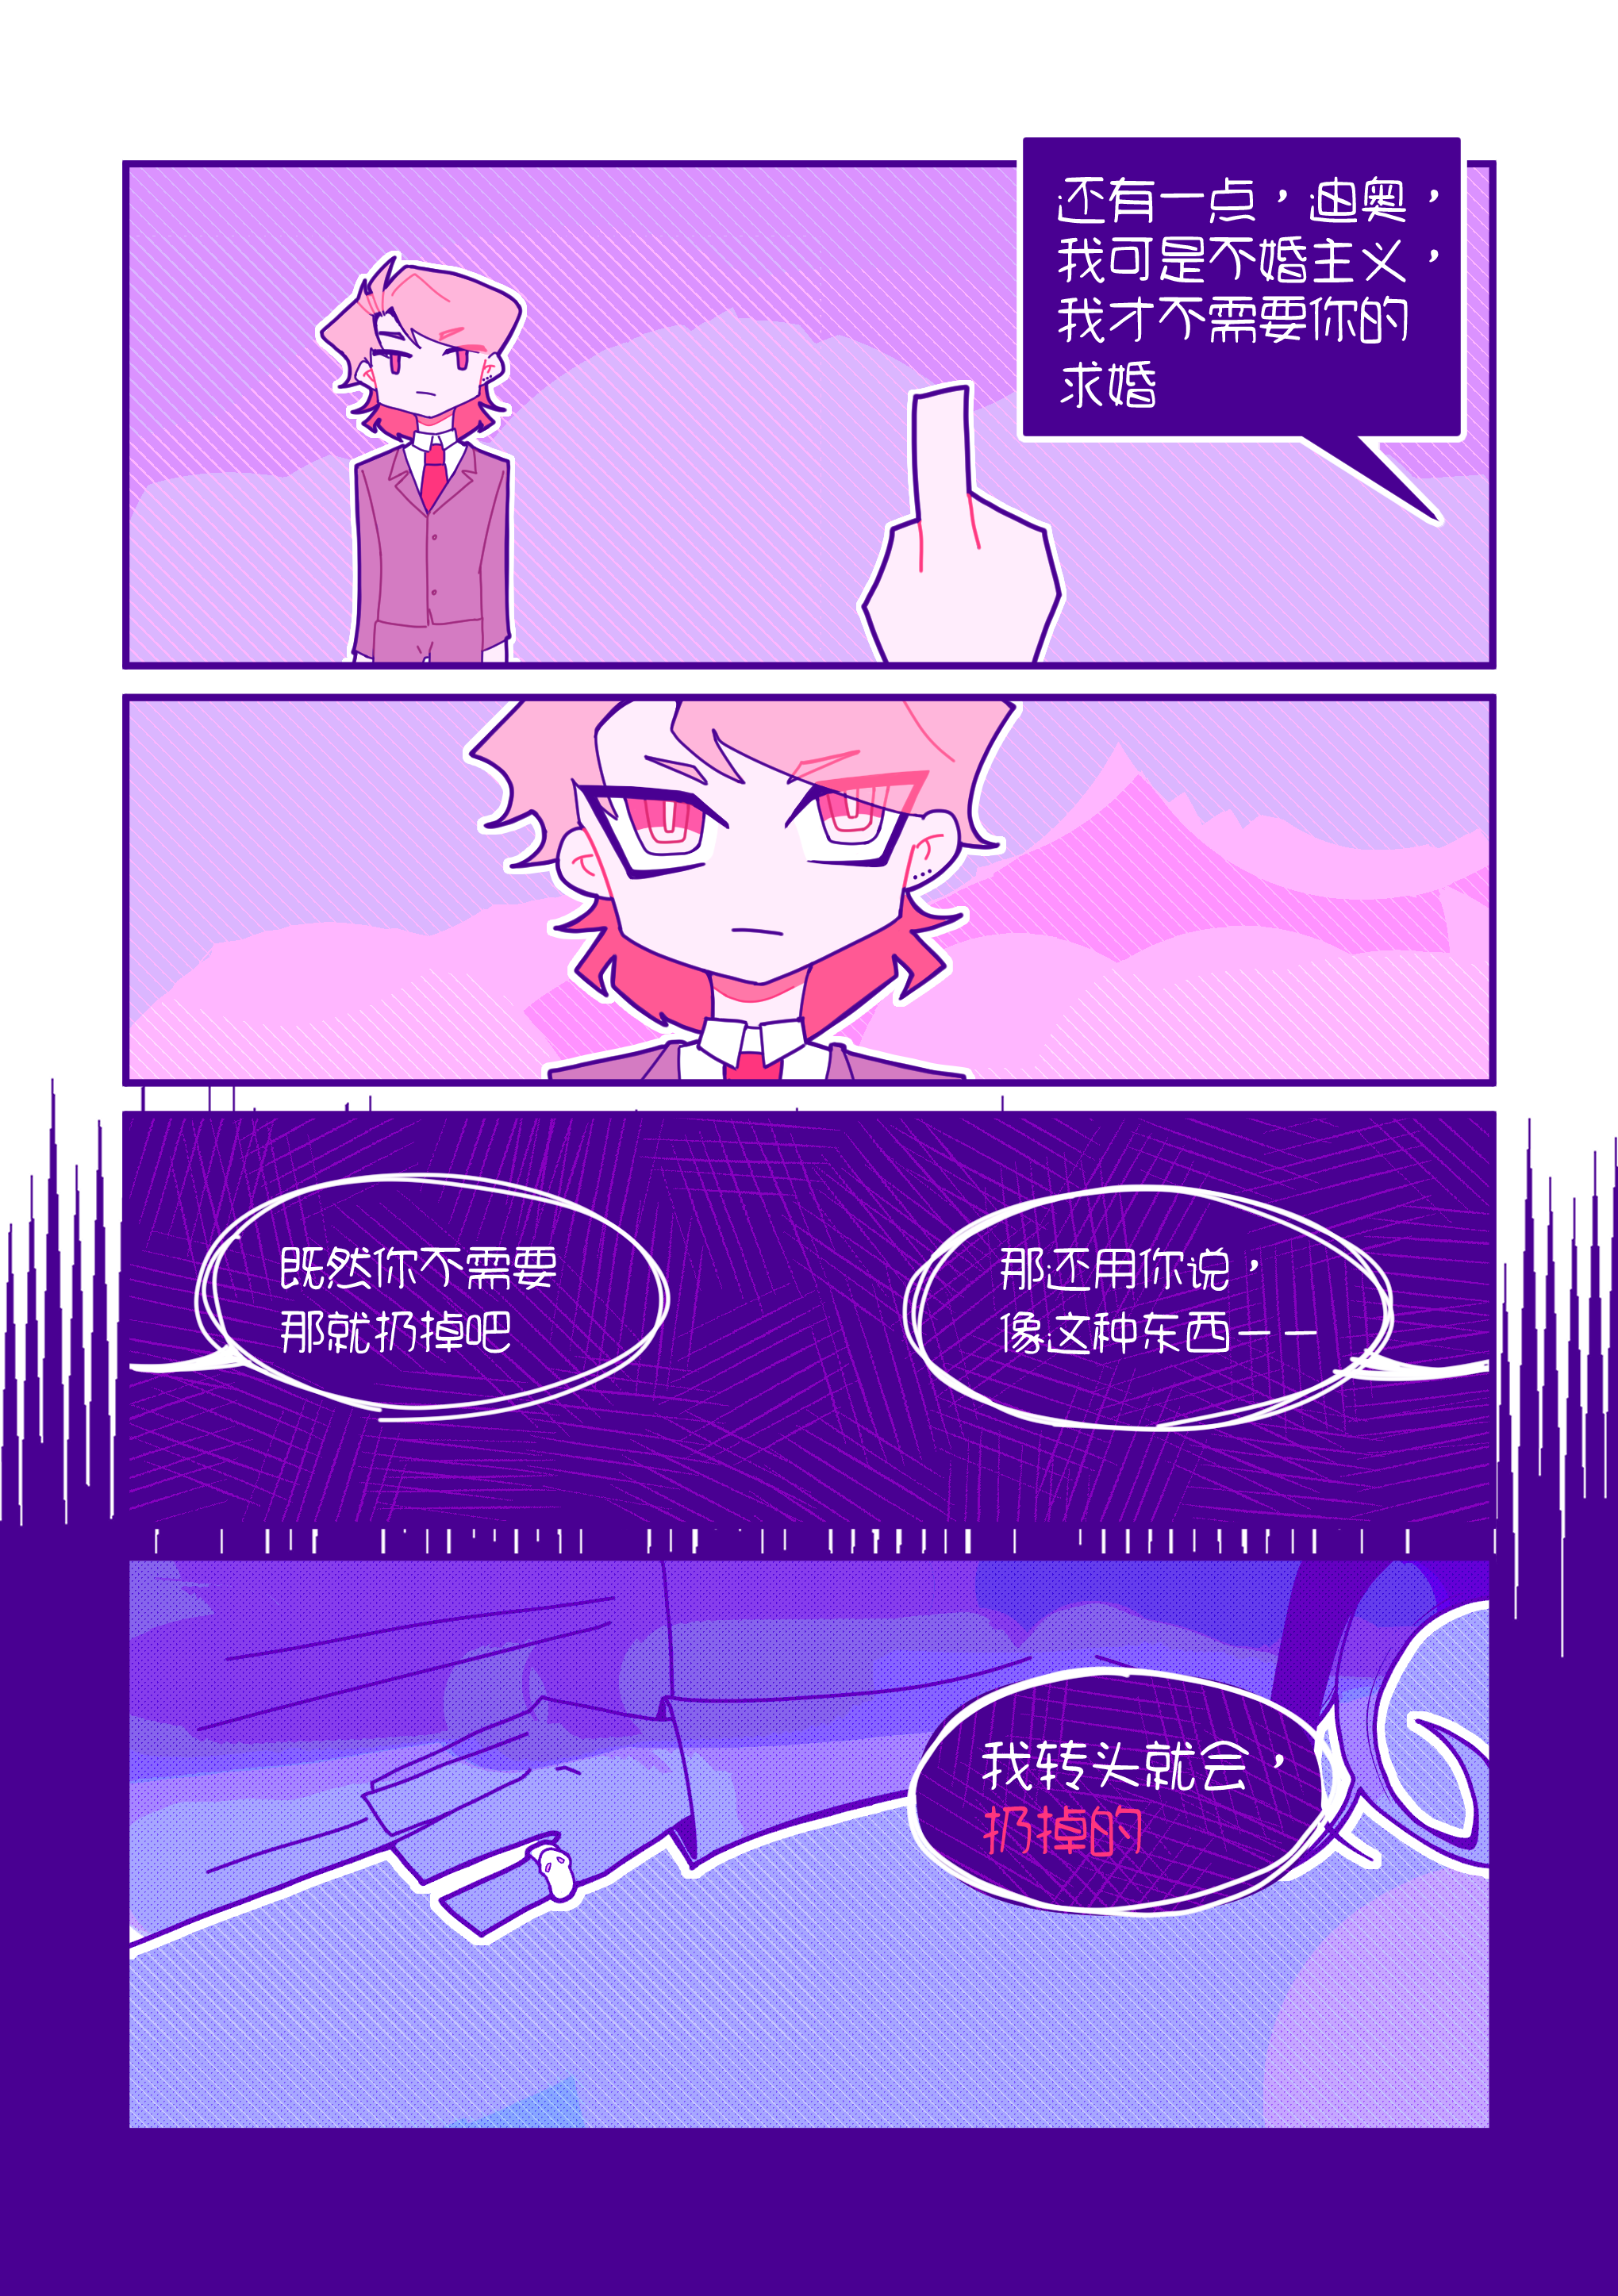 还有一点，迪奥，
我可是不婚主义，
我才不需要你的
求婚
既然你不需要
那就扔掉吧
那还用你说，
像这种东西——
我转头就会，
扔掉的